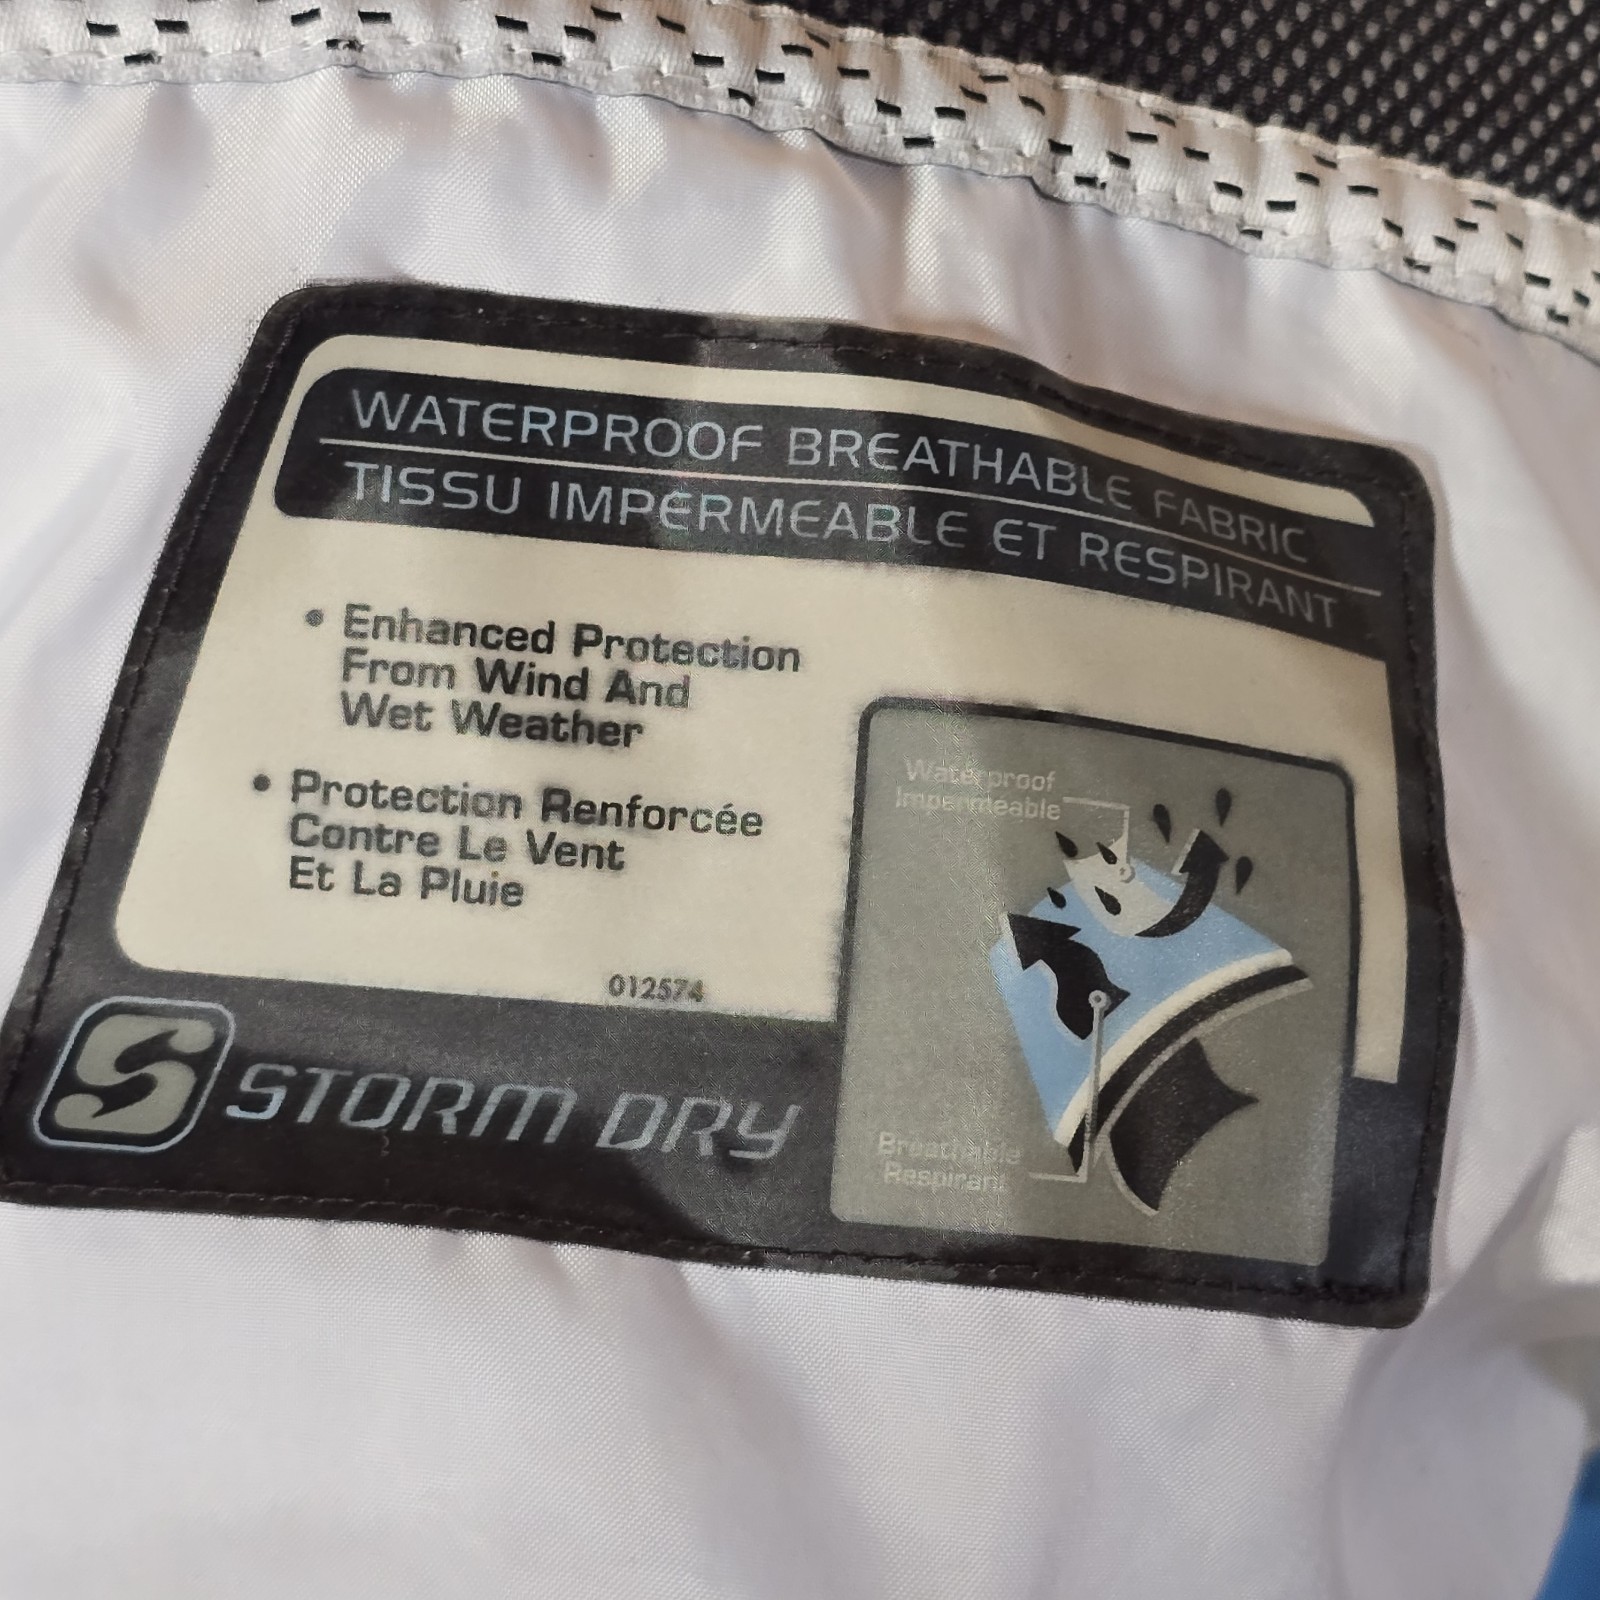 WATERPROOF BREATHABLE FABRIC
TISSU IMPERMEABLE ET RESPIRANT
• Enhanced Protection
From Wind And
Wet Weather
• Protection Renforcée
Contre Le Vent
Et La Pluie
012574
Waterproof
Imperméable
Breathable
Respirant
S STORM DRY